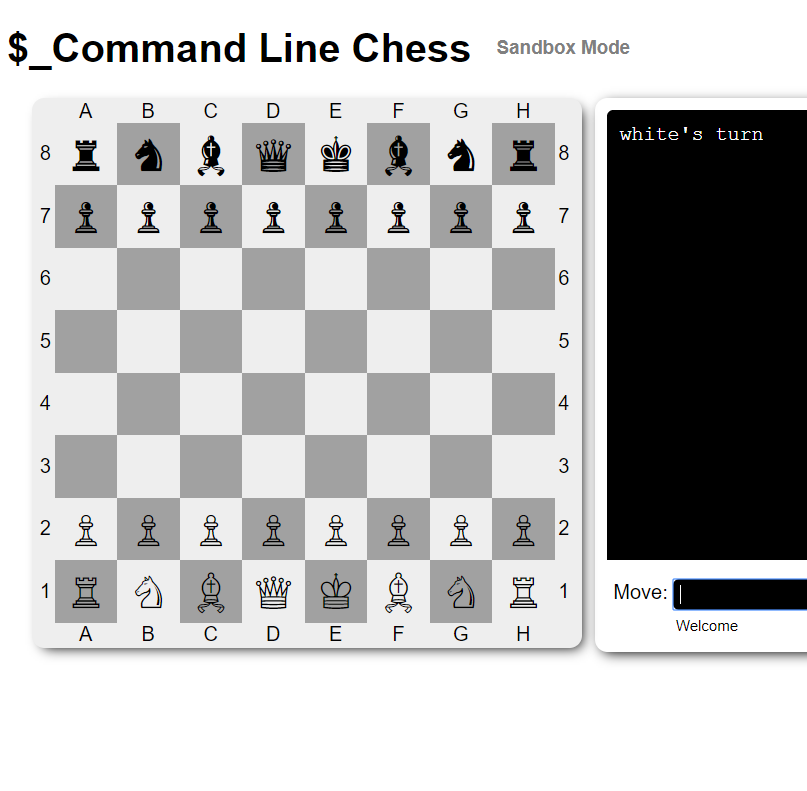 $_Command Line Chess Sandbox Mode
A B C D E F G H
8 8
7 7
6 6
5 5
4 4
3 3
2 2
1 1
A B C D E F G H
white's turn
Move:
Welcome